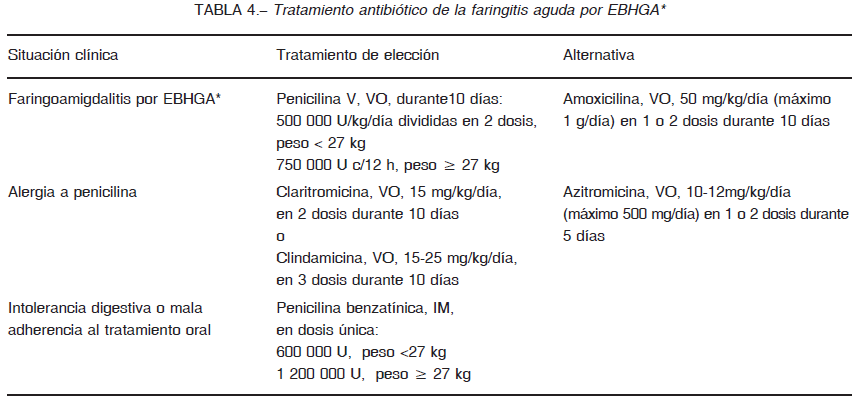 TABLA 4.– Tratamiento antibiótico de la faringitis aguda por EBHGA*
Situación clínica
Tratamiento de elección
Alternativa
Faringoamigdalitis por EBHGA*
Penicilina V, VO, durante10 días:
500 000 U/kg/día divididas en 2 dosis,
peso < 27 kg
750 000 U c/12 h, peso ≥ 27 kg
Amoxicilina, VO, 50 mg/kg/día (máximo
1 g/día) en 1 o 2 dosis durante 10 días
Alergia a penicilina
Claritromicina, VO, 15 mg/kg/día,
en 2 dosis durante 10 días
o
Clindamicina, VO, 15-25 mg/kg/día,
en 3 dosis durante 10 días
Azitromicina, VO, 10-12mg/kg/día
(máximo 500 mg/día) en 1 o 2 dosis durante
5 días
Intolerancia digestiva o mala
adherencia al tratamiento oral
Penicilina benzatínica, IM,
en dosis única:
600 000 U, peso <27 kg
1 200 000 U, peso ≥ 27 kg